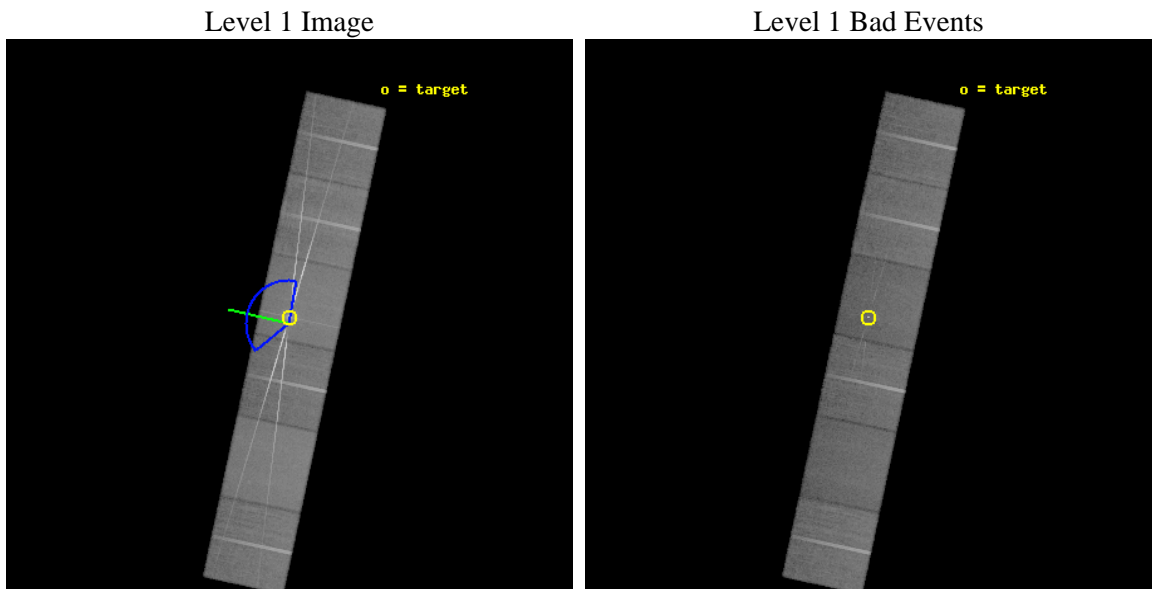 Level 1 Image
Level 1 Bad Events
o = target
o = target